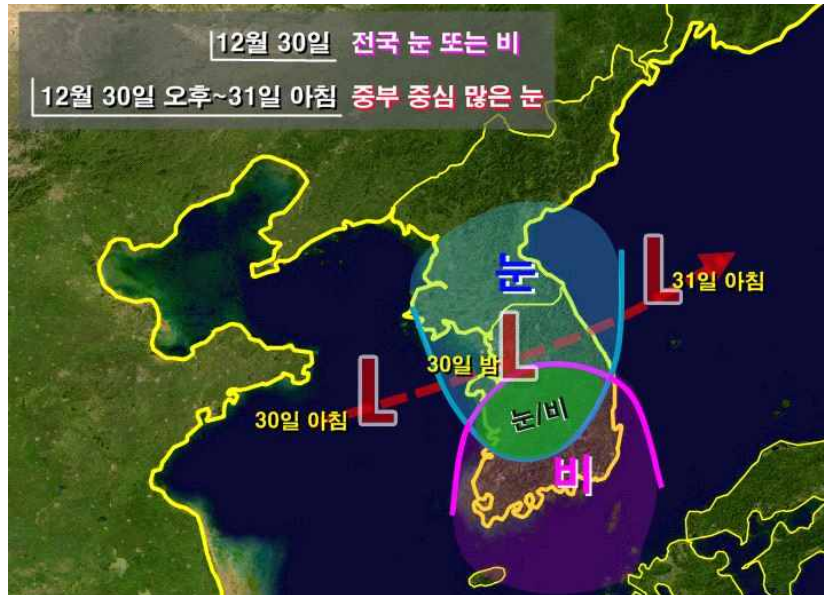 12월 30일 전국 눈 또는 비
12월 30일 오후~31일 아침 중부 중심 많은 눈
눈
L
31일 아침
L
30일 밤
L
30일 아침
눈/비
비